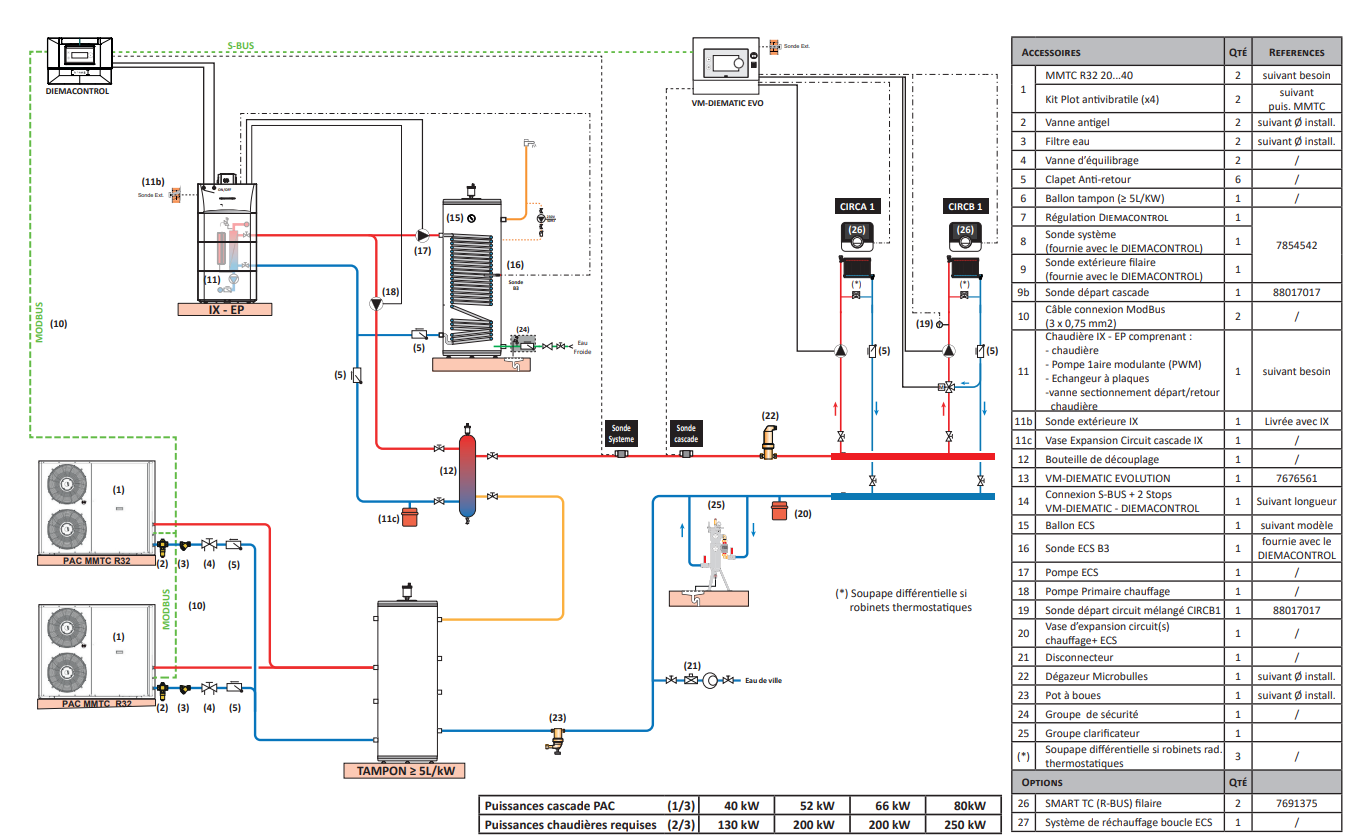 S-BUS
DIEMACONTROL
Sonde Ext.
VM-DIEMATIC EVO
(11b)
Sonde Ext.
ON/OFF
(15)
(17)
(16)
Sonde
B3
(11)
IX - EP
(18)
(24)
Eau
Froide
(5)
(5)
MODBUS
(10)
CIRCA 1
CIRCB 1
(26)
(26)
(*)
(*)
(19)
(5)
(5)
M
Sonde
Systeme
Sonde
cascade
(22)
(12)
(11c)
(25)
(20)
(1)
PAC MMTC R32
(2)
(3)
(4)
(5)
MODBUS
(10)
(1)
PAC MMTC R32
(2)
(3)
(4)
(5)
(*) Soupape différentielle si
robinets thermostatiques
(21)
Eau de ville
(23)
TAMPON ≥ 5L/kW
Puissances cascade PAC (1/3) 40 kW 52 kW 66 kW 80kW
Puissances chaudières requises (2/3) 130 kW 200 kW 200 kW 250 kW
ACCESSOIRES QTÉ REFERENCES
1 MMTC R32 20...40 2 suivant besoin
Kit Plot antivibratile (x4) 2 suivant
puis. MMTC
2 Vanne antigel 2 suivant Ø install.
3 Filtre eau 2 suivant Ø install.
4 Vanne d'équilibrage 2 /
5 Clapet Anti-retour 6 /
6 Ballon tampon (≥ 5L/KW) 1 /
7 Régulation DIEMACONTROL 1 7854542
8 Sonde système
(fournie avec le DIEMACONTROL) 1
9 Sonde extérieure filaire
(fournie avec le DIEMACONTROL) 1
9b Sonde départ cascade 1 88017017
10 Câble connexion ModBus
(3 x 0,75 mm2) 2 /
11 Chaudière IX - EP comprenant :
- chaudière
- Pompe 1aire modulante (PWM)
- Echangeur à plaques
-vanne sectionnement départ/retour
chaudière 1 suivant besoin
11b Sonde extérieure IX 1 Livrée avec IX
11c Vase Expansion Circuit cascade IX 1 /
12 Bouteille de découplage 1 /
13 VM-DIEMATIC EVOLUTION 1 7676561
14 Connexion S-BUS + 2 Stops
VM-DIEMATIC - DIEMACONTROL 1 Suivant longueur
15 Ballon ECS 1 suivant modèle
16 Sonde ECS B3 1 fournie avec le
DIEMACONTROL
17 Pompe ECS 1 /
18 Pompe Primaire chauffage 1 /
19 Sonde départ circuit mélangé CIRCB1 1 88017017
20 Vase d'expansion circuit(s)
chauffage+ ECS 1 /
21 Disconnecteur 1 /
22 Dégazeur Microbulles 1 suivant Ø install.
23 Pot à boues 1 suivant Ø install.
24 Groupe de sécurité 1 /
25 Groupe clarificateur 1
(*) Soupape différentielle si robinets rad.
thermostatiques 3 /
OPTIONS QTÉ
26 SMART TC (R-BUS) filaire 2 7691375
27 Système de réchauffage boucle ECS 1 /